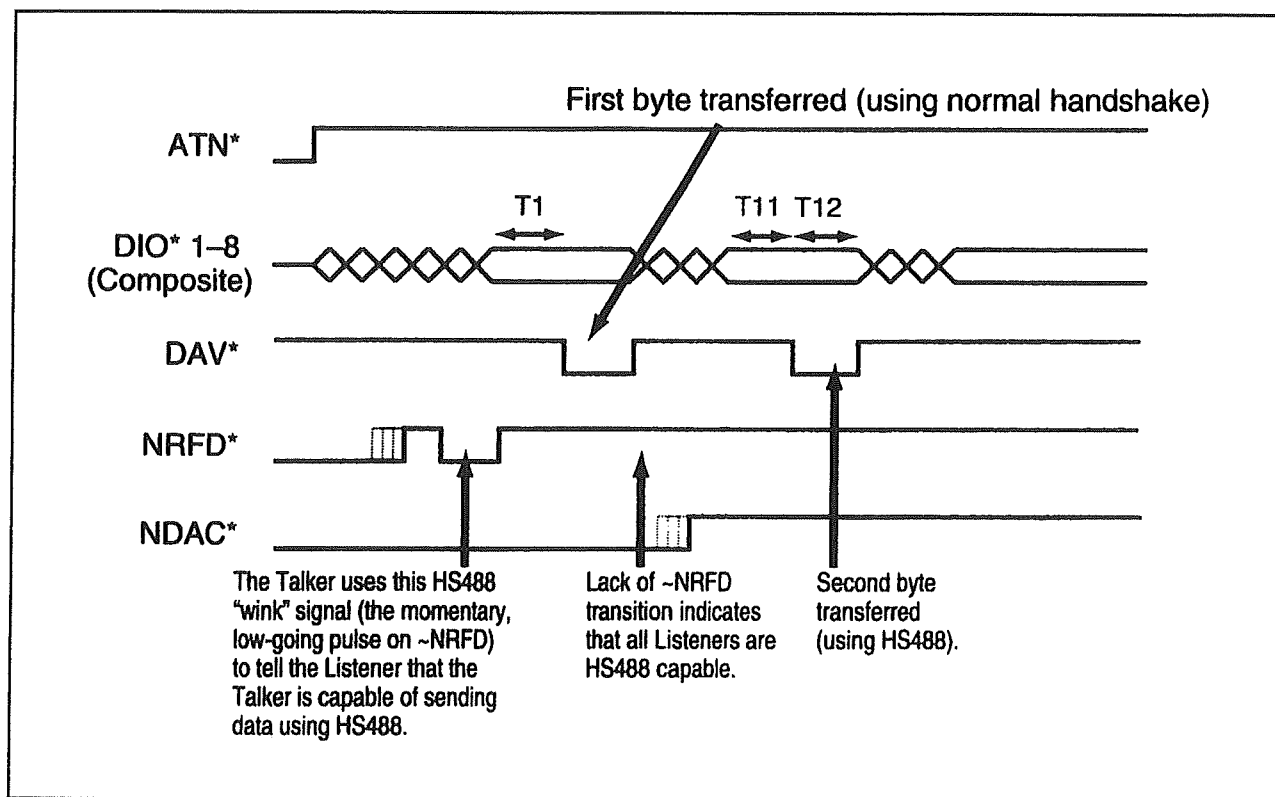 First byte transferred (using normal handshake)
ATN*
T1
T11
T12
DIO* 1–8
(Composite)
DAV*
NRFD*
NDAC*
The Talker uses this HS488
"wink" signal (the momentary,
low-going pulse on ~NRFD)
to tell the Listener that the
Talker is capable of sending
data using HS488.
Lack of ~NRFD
transition indicates
that all Listeners are
HS488 capable.
Second byte
transferred
(using HS488).